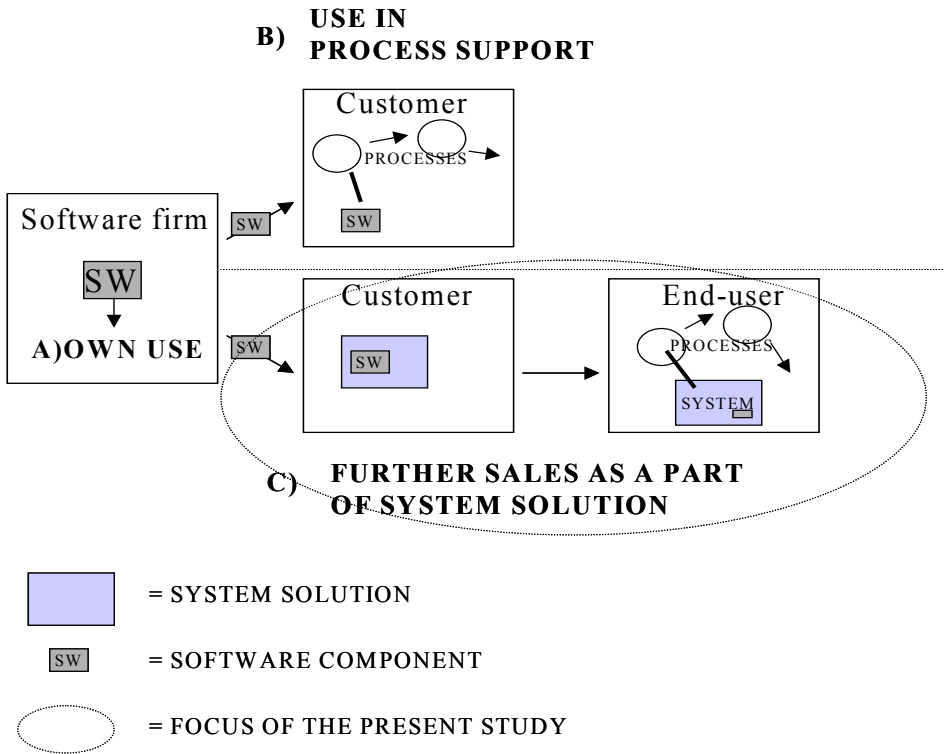 B) USE IN
PROCESS SUPPORT
Customer
PROCESSES
SW
Software firm
SW
SW
A)OWN USE
SW
Customer
SW
End-user
PROCESSES
SYSTEM
C) FURTHER SALES AS A PART
OF SYSTEM SOLUTION
= SYSTEM SOLUTION
SW = SOFTWARE COMPONENT
= FOCUS OF THE PRESENT STUDY